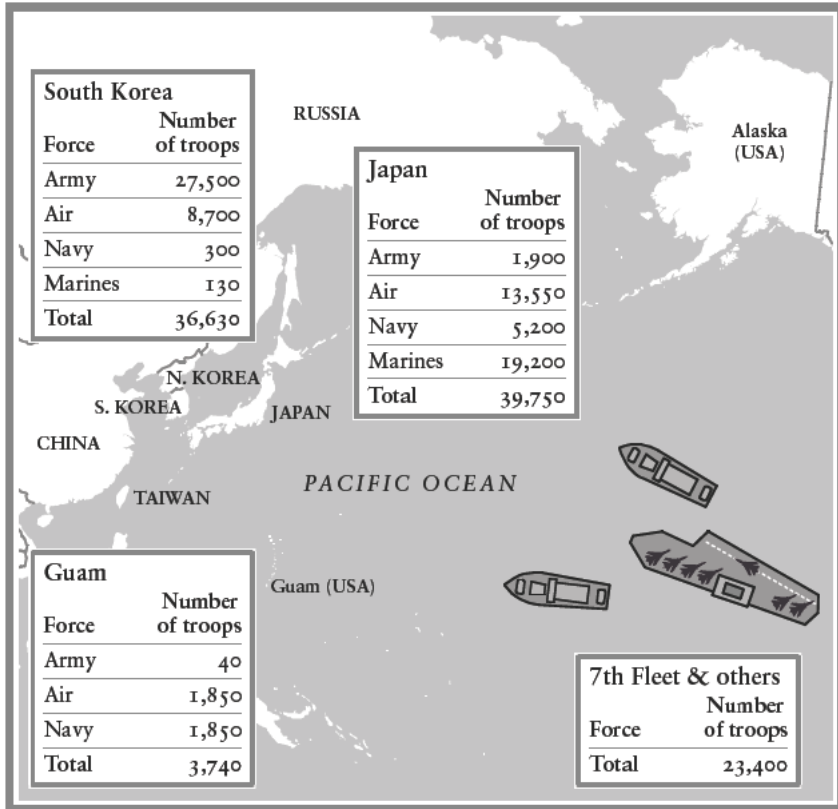 South Korea
Number
Force of troops
Army 27,500
Air 8,700
Navy 300
Marines 130
Total 36,630
RUSSIA
Alaska
(USA)
Japan
Number
Force of troops
Army 1,900
Air 13,550
Navy 5,200
Marines 19,200
Total 39,750
N. KOREA
S. KOREA
JAPAN
CHINA
TAIWAN
PACIFIC OCEAN
Guam (USA)
Guam
Number
Force of troops
Army 40
Air 1,850
Navy 1,850
Total 3,740
7th Fleet & others
Number
Force of troops
Total 23,400